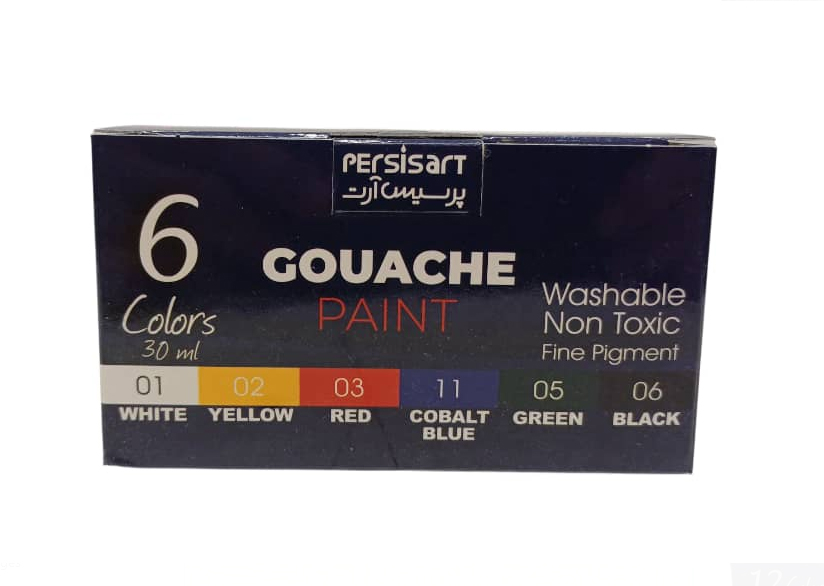 PERSISART
پرسیس آرت
6
Colors
30 ml
GOUACHE
PAINT
Washable
Non Toxic
Fine Pigment
01 02 03 11 05 06
WHITE YELLOW RED COBALT BLUE GREEN BLACK